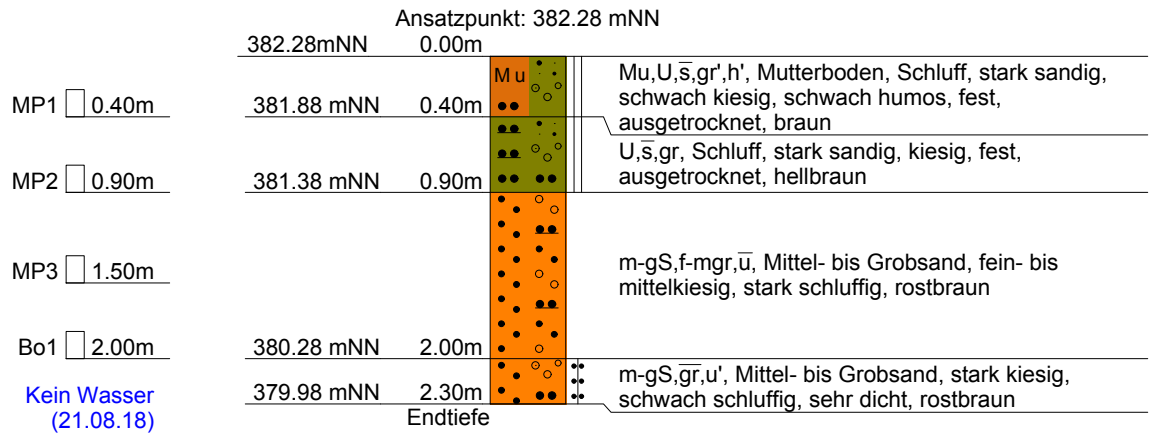 Ansatzpunkt: 382.28 mNN
382.28mNN 0.00m
Mu
Mu,U,s̅,gr',h', Mutterboden, Schluff, stark sandig,
schwach kiesig, schwach humos, fest,
ausgetrocknet, braun
MP1 0.40m 381.88 mNN 0.40m
U,s̅,gr, Schluff, stark sandig, kiesig, fest,
ausgetrocknet, hellbraun
MP2 0.90m 381.38 mNN 0.90m
m-gS,f-mgr,u̅, Mittel- bis Grobsand, fein- bis
mittelkiesig, stark schluffig, rostbraun
MP3 1.50m
Bo1 2.00m 380.28 mNN 2.00m
m-gS,g̅r̅,u', Mittel- bis Grobsand, stark kiesig,
schwach schluffig, sehr dicht, rostbraun
379.98 mNN 2.30m
Endtiefe
Kein Wasser
(21.08.18)